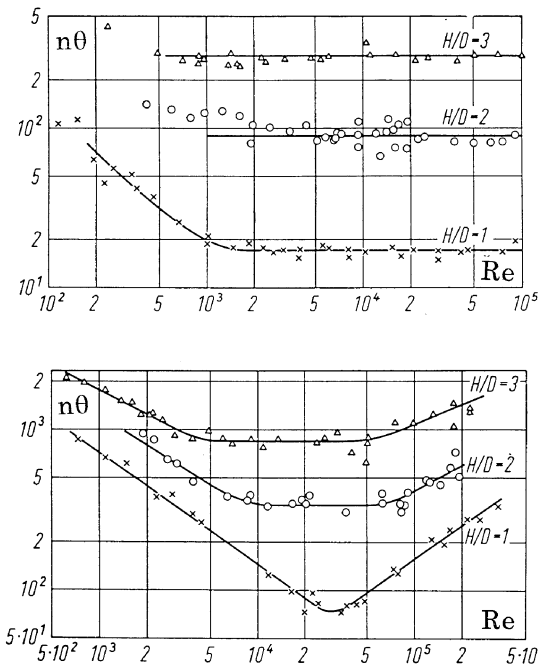 5
nθ
H/D=3
2
10²
H/D=2
5
2
H/D=1
10¹
Re
10² 2 5 10³ 2 5 10⁴ 2 5 10⁵
2
nθ
H/D=3
10³
5
H/D=2
2
H/D=1
10²
Re
5·10¹
5·10² 10³ 2 5 10⁴ 2 5 10⁵ 2 5·10